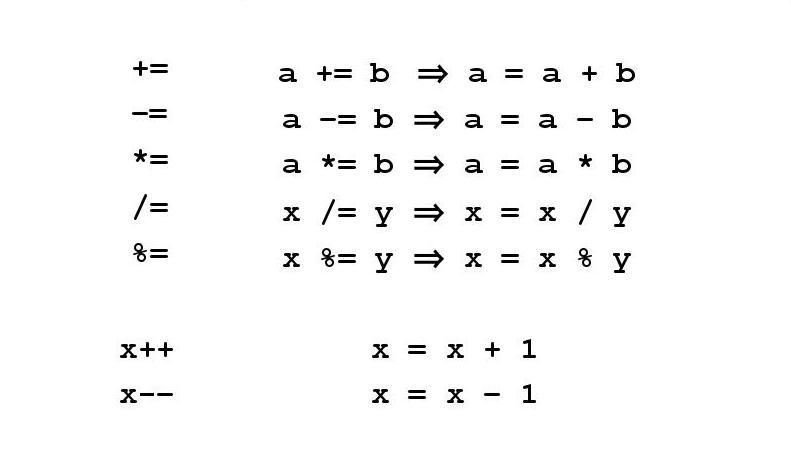 += a += b ⇒ a = a + b
-= a -= b ⇒ a = a - b
*= a *= b ⇒ a = a * b
/= x /= y ⇒ x = x / y
%= x %= y ⇒ x = x % y
x++ x = x + 1
x-- x = x - 1